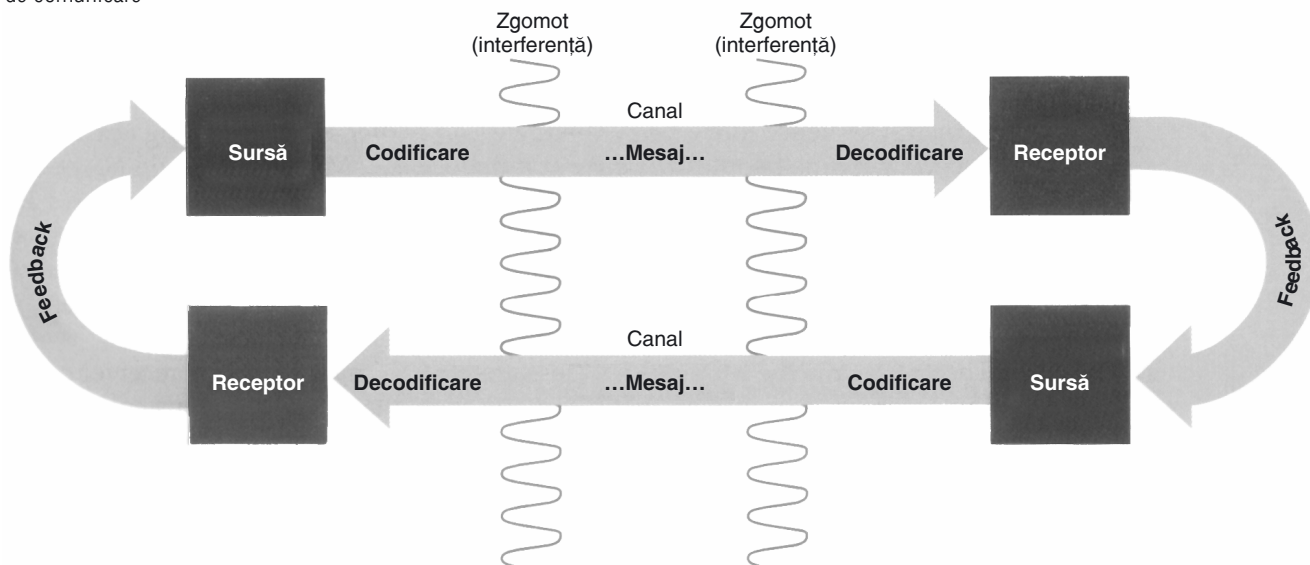 de comunicare
Zgomot
(interferență)
Zgomot
(interferență)
Canal
Sursă
Codificare
...Mesaj...
Decodificare
Receptor
Feedback
Feedback
Canal
Receptor
Decodificare
...Mesaj...
Codificare
Sursă